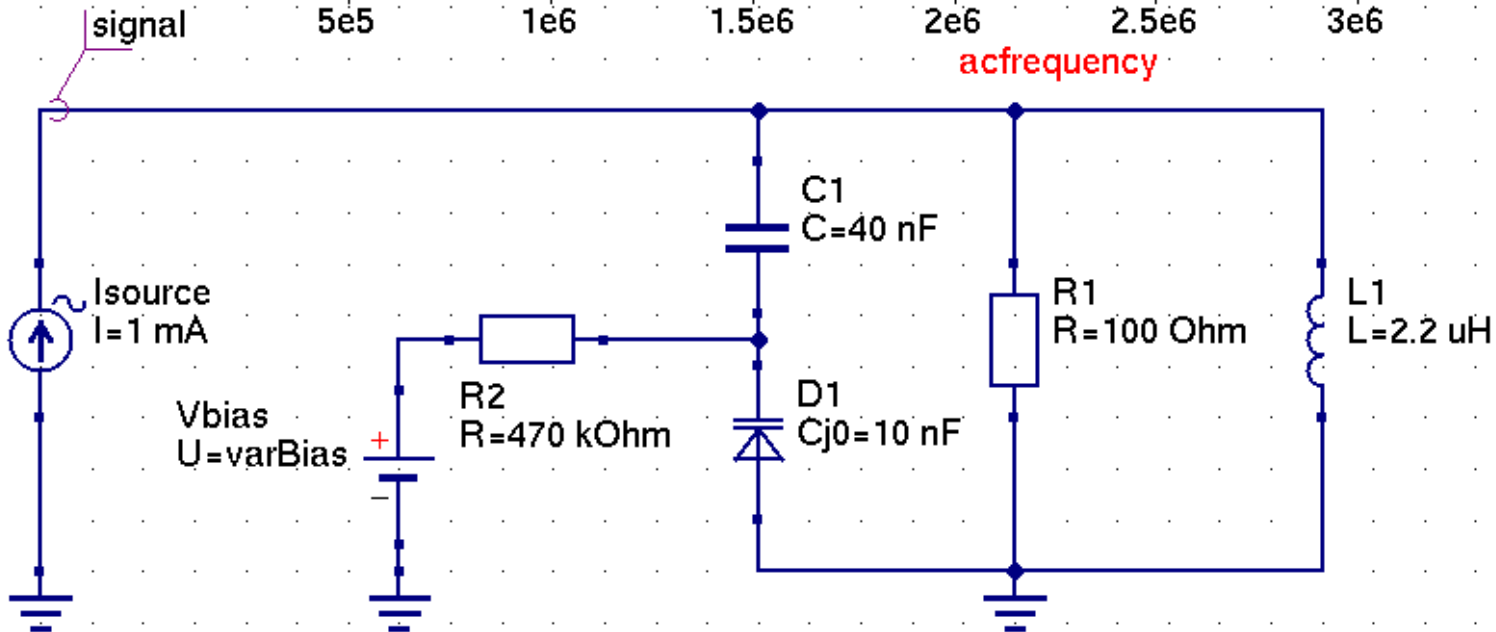 signal
5e5 1e6 1.5e6 2e6 2.5e6 3e6
acfrequency
C1
C=40 nF
Isource
I=1 mA
R1
R=100 Ohm
L1
L=2.2 uH
R2
R=470 kOhm
D1
Cj0=10 nF
Vbias
U=varBias
+
−